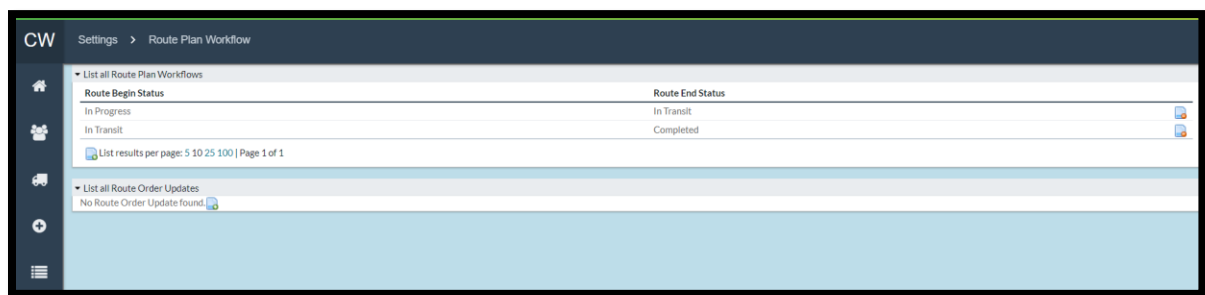 CW Settings > Route Plan Workflow
List all Route Plan Workflows
Route Begin Status Route End Status
In Progress In Transit
In Transit Completed
List results per page: 5 10 25 100 | Page 1 of 1
List all Route Order Updates
No Route Order Update found.